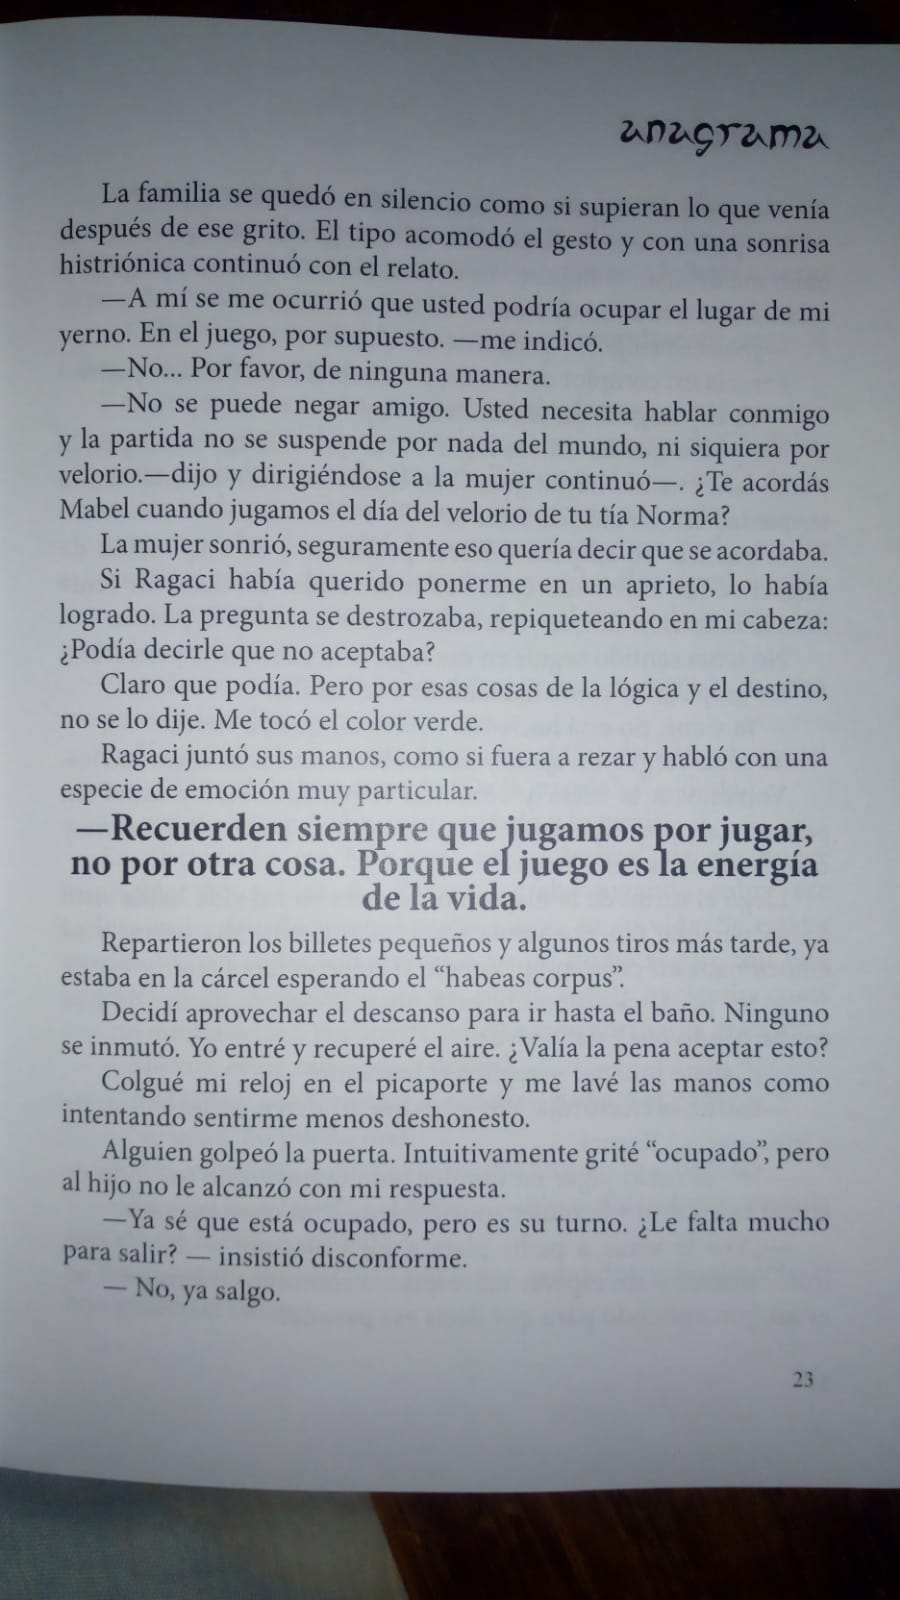 anagrama
La familia se quedó en silencio como si supieran lo que venía
después de ese grito. El tipo acomodó el gesto y con una sonrisa
histriónica continuó con el relato.
—A mí se me ocurrió que usted podría ocupar el lugar de mi
yerno. En el juego, por supuesto. —me indicó.
—No... Por favor, de ninguna manera.
—No se puede negar amigo. Usted necesita hablar conmigo
y la partida no se suspende por nada del mundo, ni siquiera por
velorio.—dijo y dirigiéndose a la mujer continuó—. ¿Te acordás
Mabel cuando jugamos el día del velorio de tu tía Norma?
La mujer sonrió, seguramente eso quería decir que se acordaba.
Si Ragaci había querido ponerme en un aprieto, lo había
logrado. La pregunta se destrozaba, repiqueteando en mi cabeza:
¿Podía decirle que no aceptaba?
Claro que podía. Pero por esas cosas de la lógica y el destino,
no se lo dije. Me tocó el color verde.
Ragaci juntó sus manos, como si fuera a rezar y habló con una
especie de emoción muy particular.
—Recuerden siempre que jugamos por jugar,
no por otra cosa. Porque el juego es la energía
de la vida.
Repartieron los billetes pequeños y algunos tiros más tarde, ya
estaba en la cárcel esperando el “habeas corpus”.
Decidí aprovechar el descanso para ir hasta el baño. Ninguno
se inmutó. Yo entré y recuperé el aire. ¿Valía la pena aceptar esto?
Colgué mi reloj en el picaporte y me lavé las manos como
intentando sentirme menos deshonesto.
Alguien golpeó la puerta. Intuitivamente grité “ocupado”, pero
al hijo no le alcanzó con mi respuesta.
—Ya sé que está ocupado, pero es su turno. ¿Le falta mucho
para salir? — insistió disconforme.
— No, ya salgo.
23